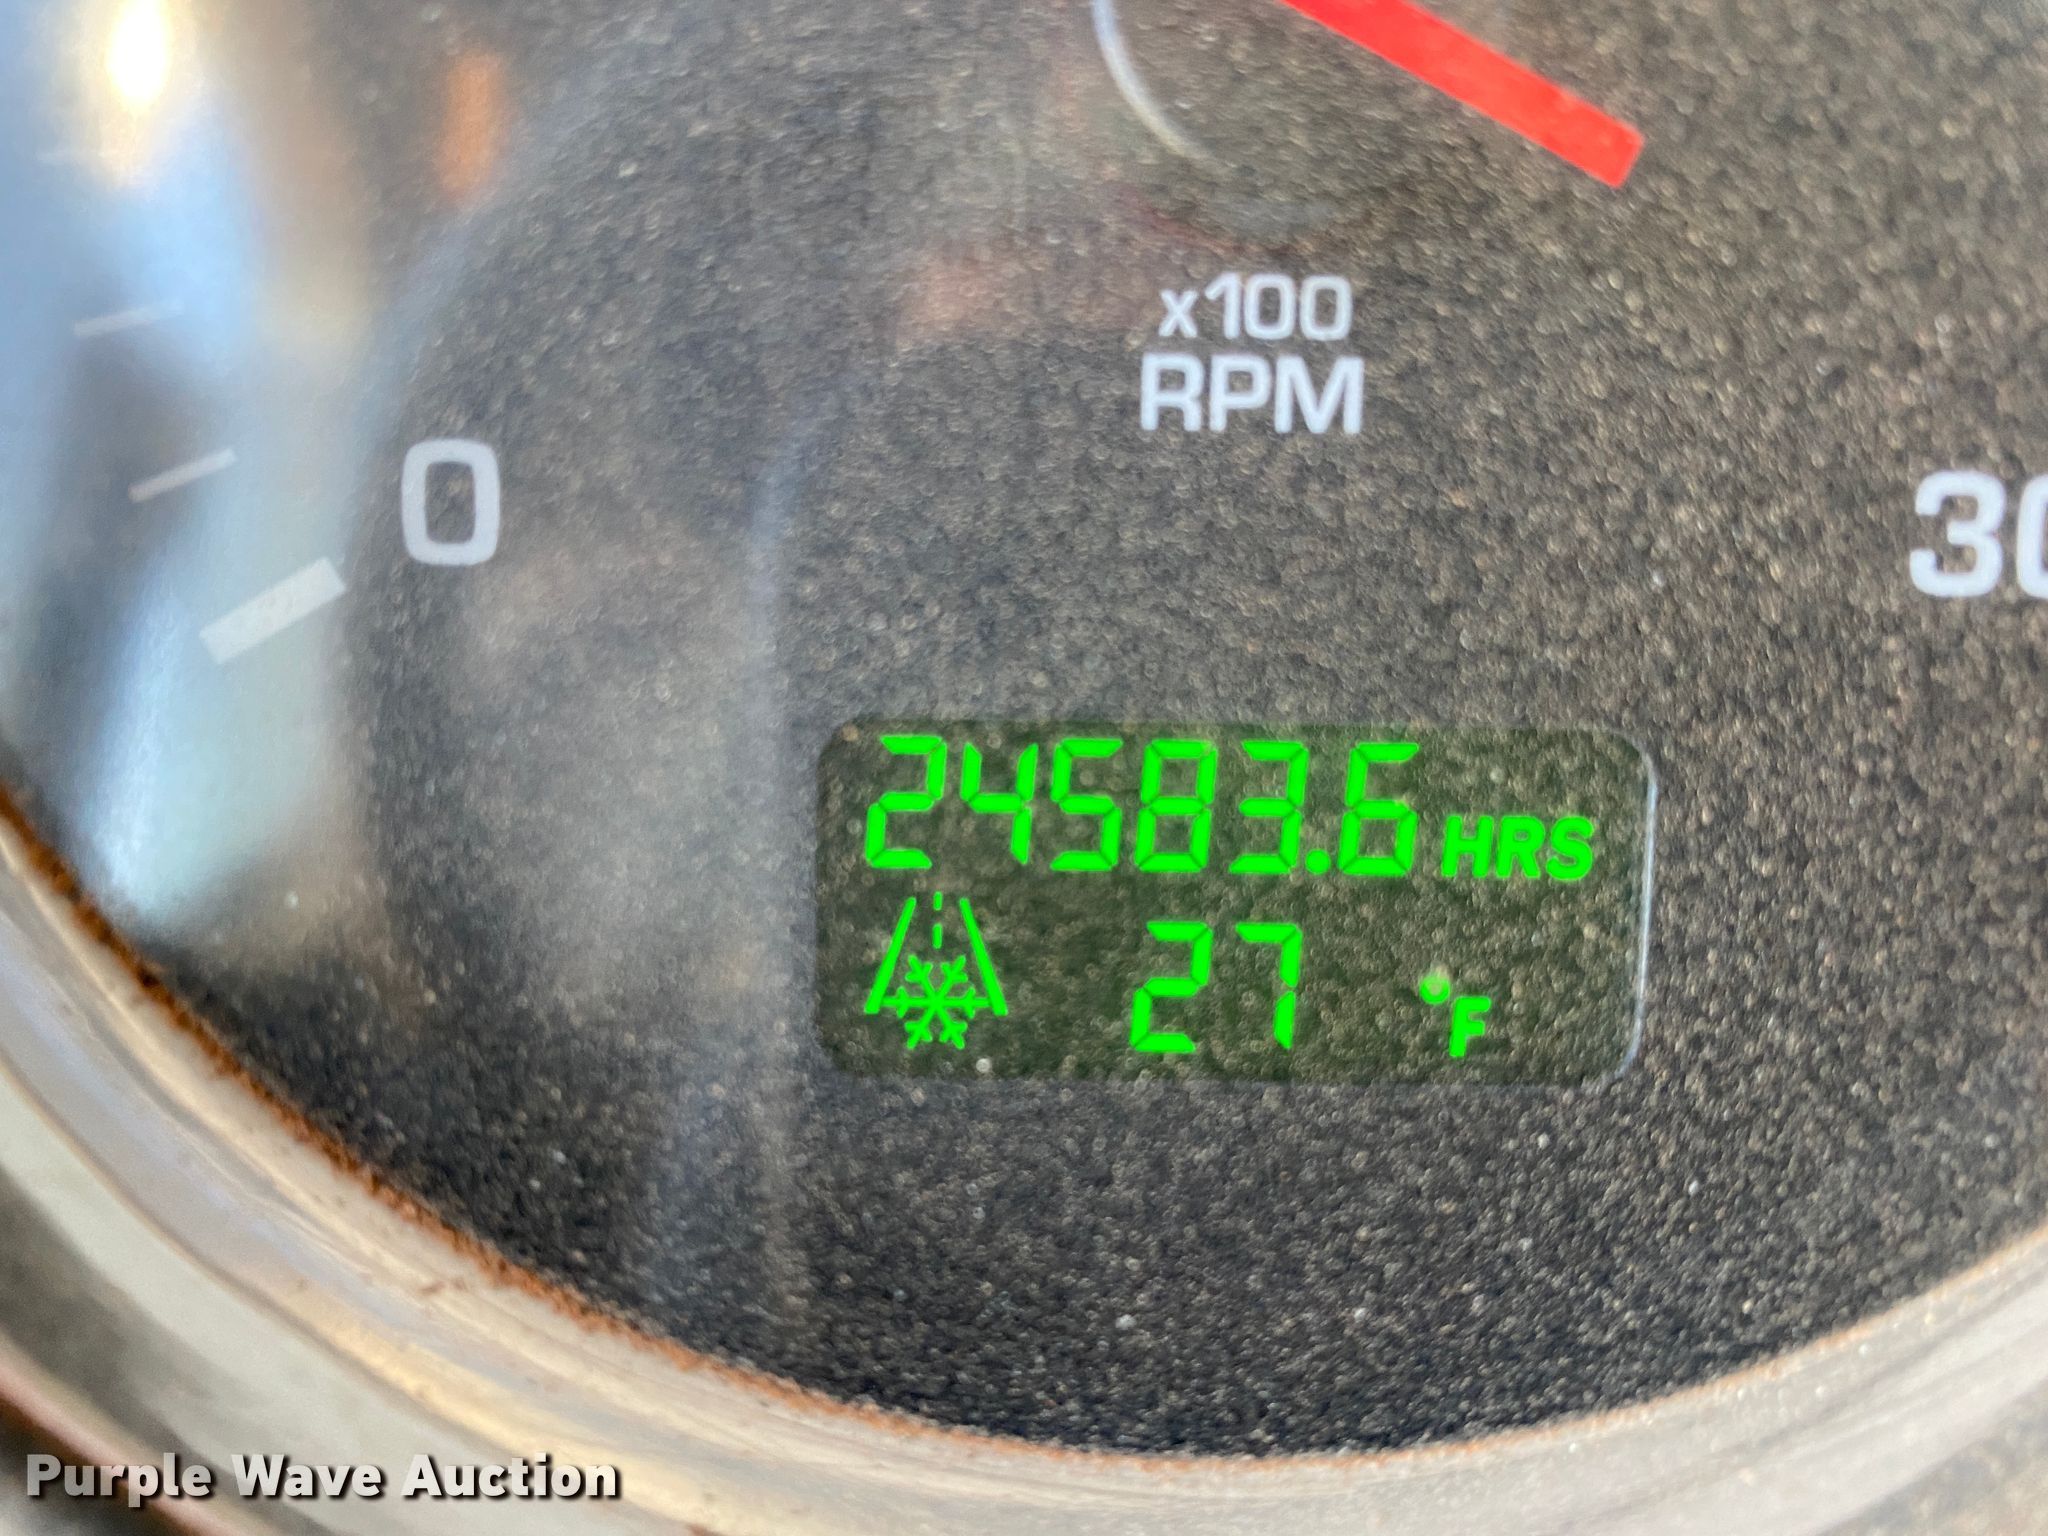 x100
RPM
0
30
24583.6 HRS
27 °F
Purple Wave Auction